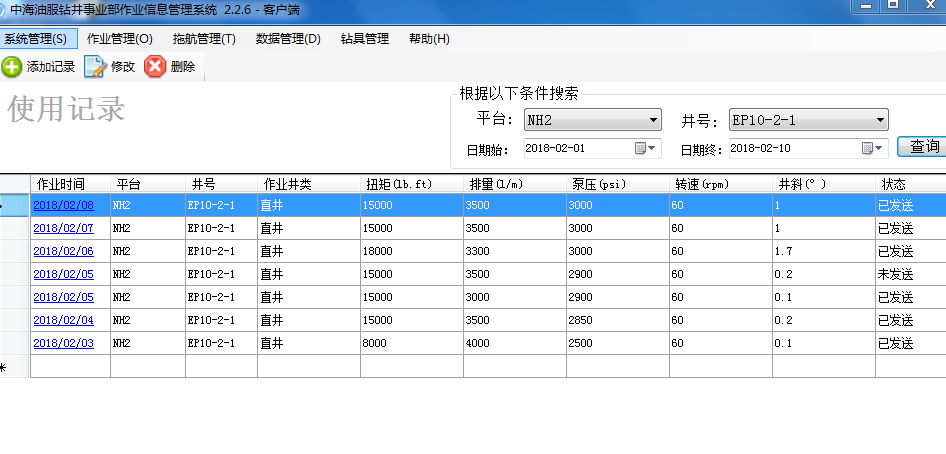 中海油服钻井事业部作业信息管理系统 2.2.6 - 客户端
系统管理(S) 作业管理(O) 拖航管理(T) 数据管理(D) 钻具管理 帮助(H)
添加记录 修改 删除
使用记录
根据以下条件搜索
平台: NH2 井号: EP10-2-1
日期始: 2018-02-01 日期终: 2018-02-10 查询
作业时间 平台 井号 作业井类 扭矩(lb.ft) 排量(l/m) 泵压(psi) 转速(rpm) 井斜(°) 状态
2018/02/08 NH2 EP10-2-1 直井 15000 3500 3000 60 1 已发送
2018/02/07 NH2 EP10-2-1 直井 15000 3500 3000 60 1 已发送
2018/02/06 NH2 EP10-2-1 直井 18000 3300 3000 60 1.7 已发送
2018/02/05 NH2 EP10-2-1 直井 15000 3500 2900 60 0.2 未发送
2018/02/05 NH2 EP10-2-1 直井 15000 3000 2900 60 0.1 已发送
2018/02/04 NH2 EP10-2-1 直井 15000 3500 2850 60 0.2 已发送
2018/02/03 NH2 EP10-2-1 直井 8000 4000 2500 60 0.1 已发送
*